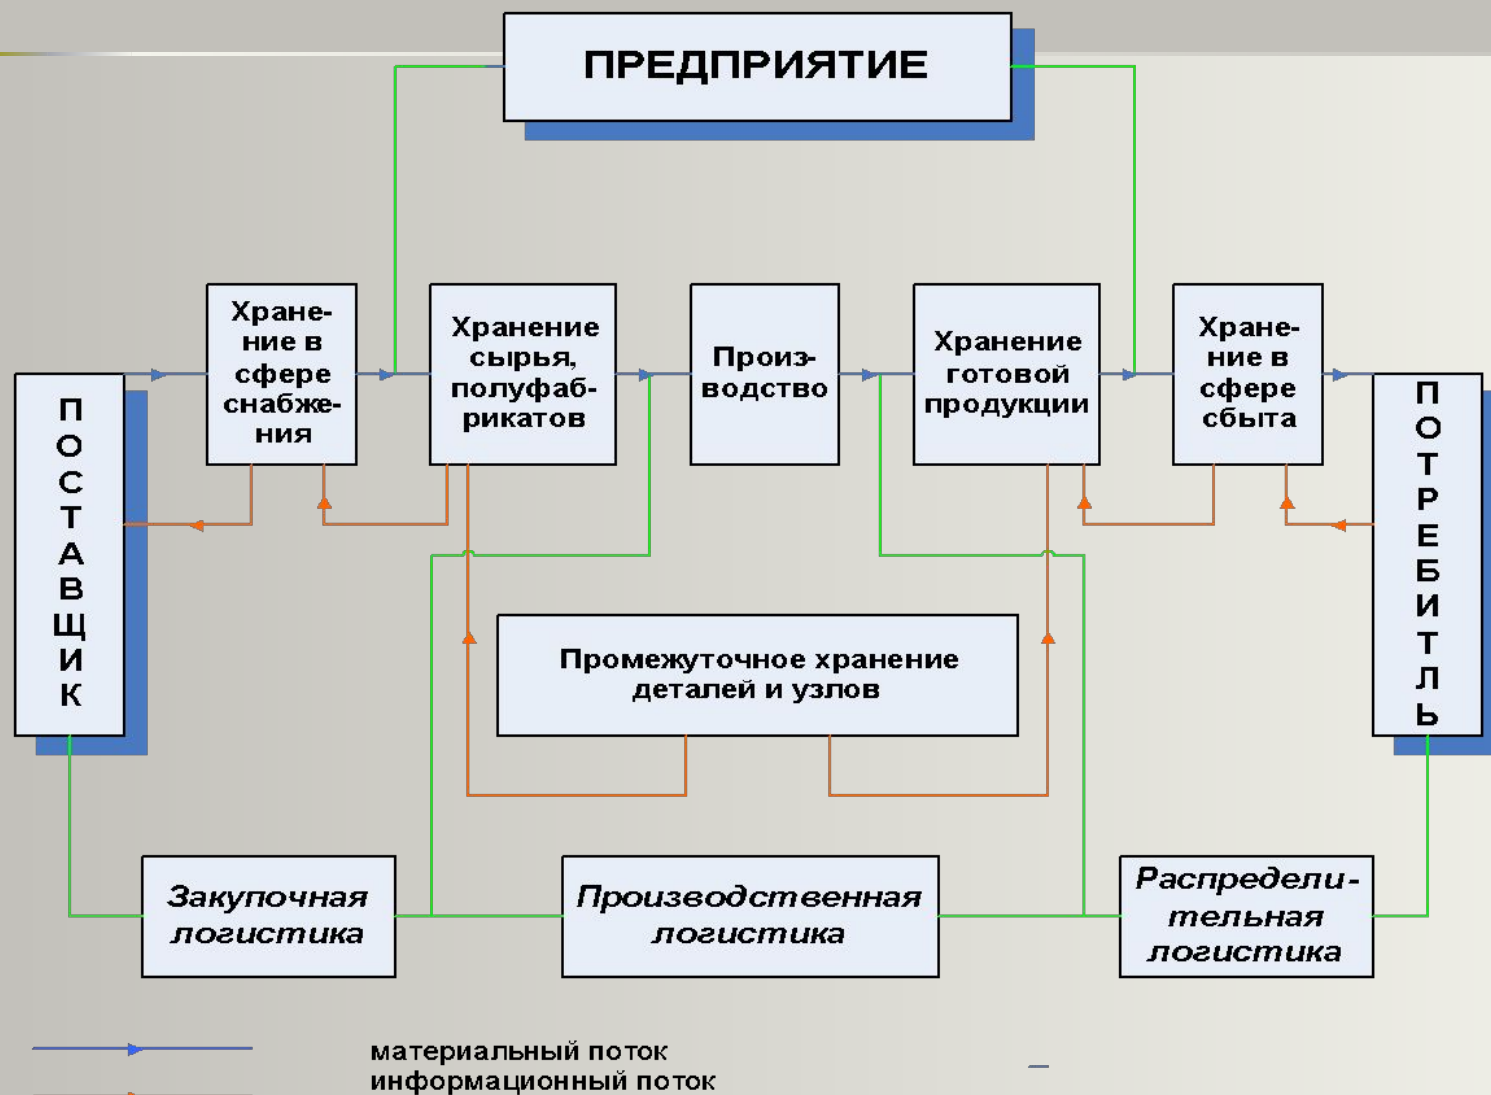 ПРЕДПРИЯТИЕ
Хране-
ние в
сфере
снабже-
ния
Хранение
сырья,
полуфаб-
рикатов
Произ-
водство
Хранение
готовой
продукции
Хране-
ние в
сфере
сбыта
П
О
С
Т
А
В
Щ
И
К
П
О
Т
Р
Е
Б
И
Т
Л
Ь
Промежуточное хранение
деталей и узлов
Закупочная
логистика
Производственная
логистика
Распредели-
тельная
логистика
материальный поток
информационный поток